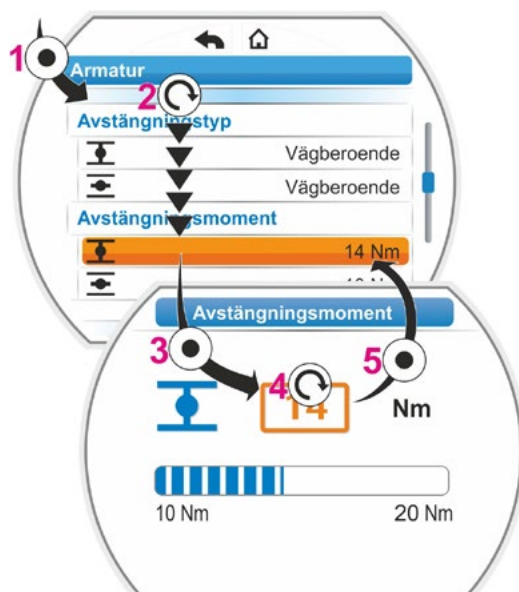 1
Armatur
2
Avstängningstyp
Vägberoende
Vägberoende
Avstängningsmoment
14 Nm
Avstängningsmoment
3
4
5
14
Nm
10 Nm
20 Nm